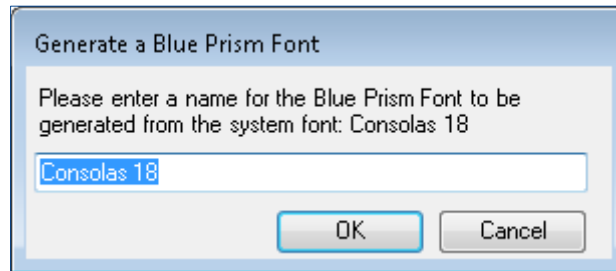 Generate a Blue Prism Font
Please enter a name for the Blue Prism Font to be
generated from the system font: Consolas 18
Consolas 18
OK Cancel